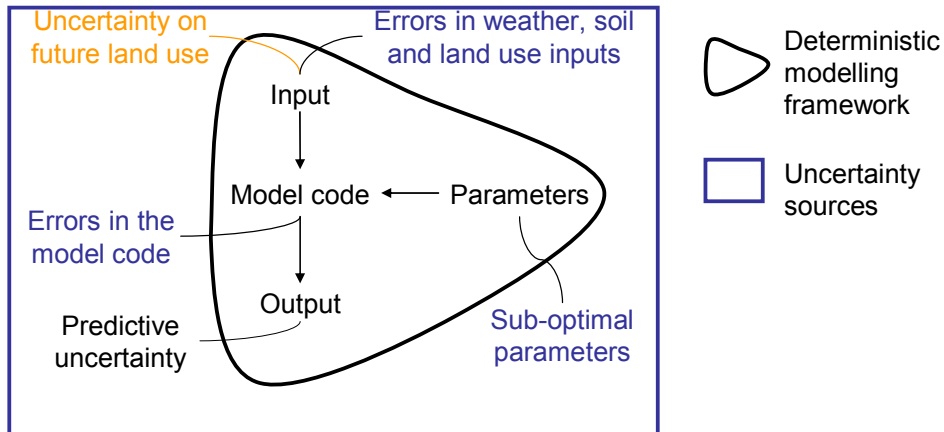 Uncertainty on
future land use
Errors in weather, soil
and land use inputs
Input
Model code
Parameters
Errors in the
model code
Output
Predictive
uncertainty
Sub-optimal
parameters
Deterministic
modelling
framework
Uncertainty
sources